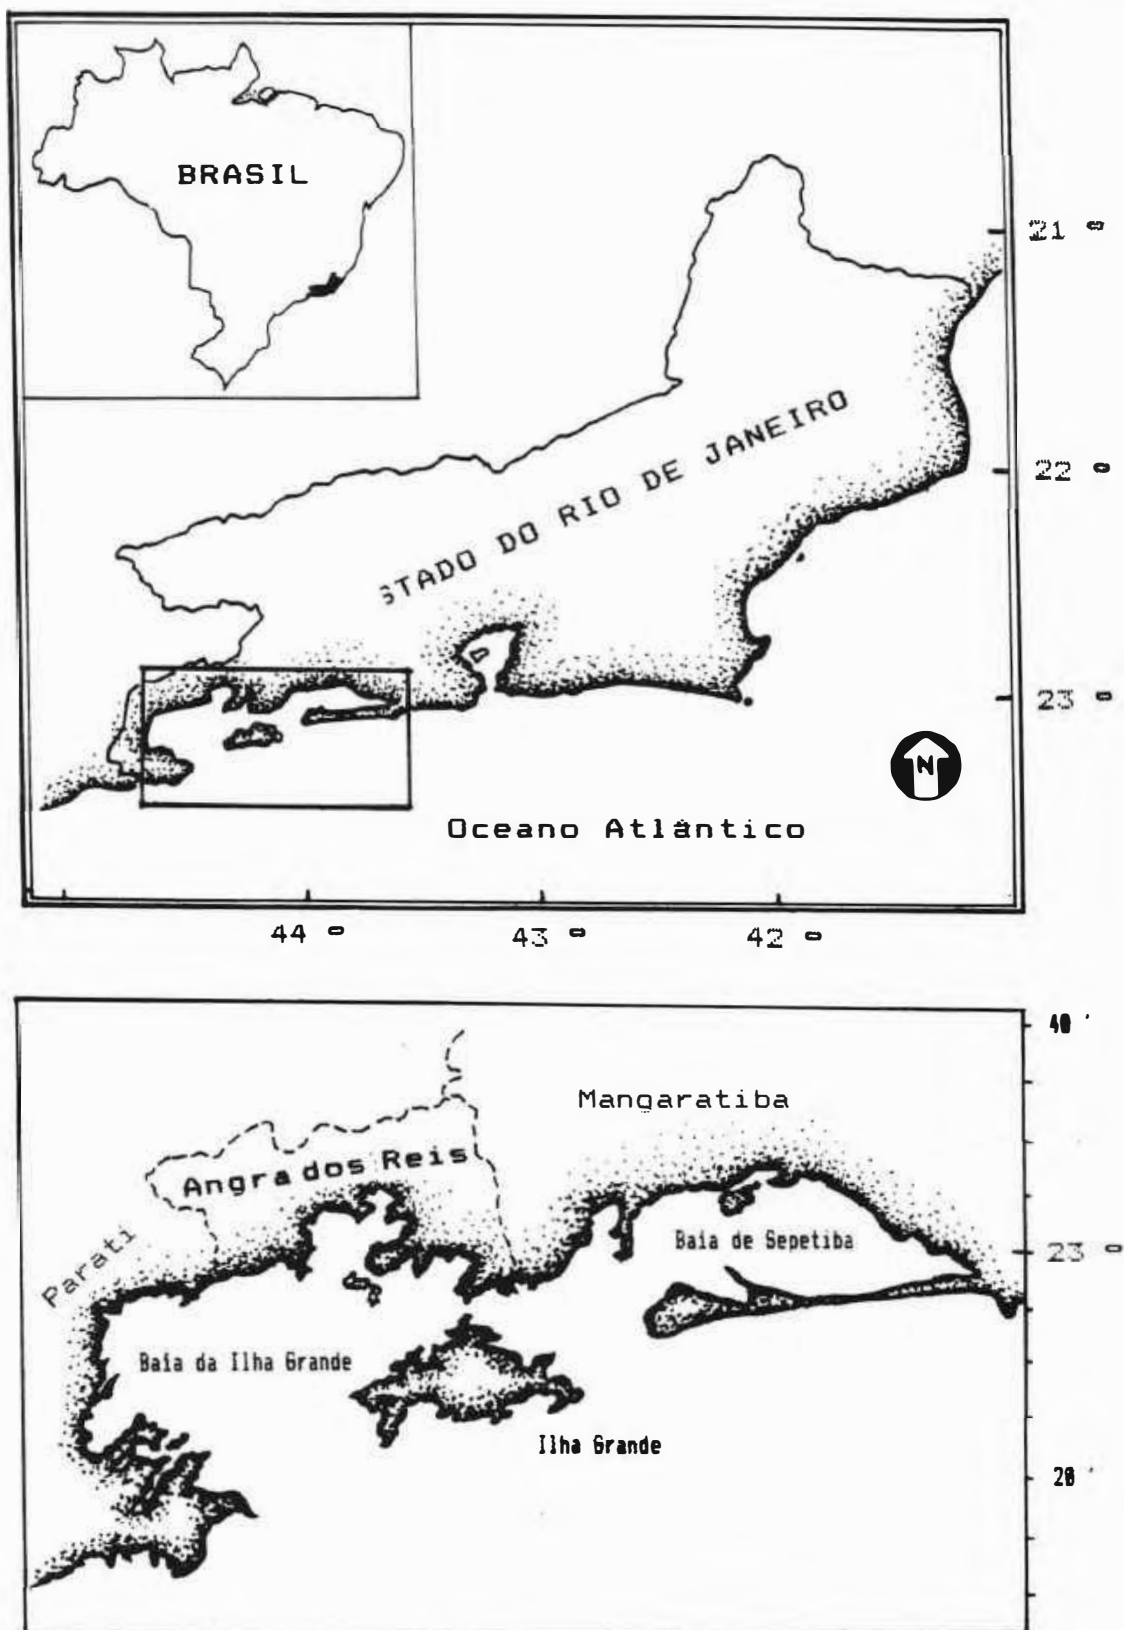 BRASIL
21 º
ESTADO DO RIO DE JANEIRO
22 º
23 º
N
Oceano Atlântico
44 º 43 º 42 º
40 '
Mangaratiba
Angra dos Reis
Parati
Baia de Sepetiba
23 º
Baia da Ilha Grande
Ilha Grande
20 '